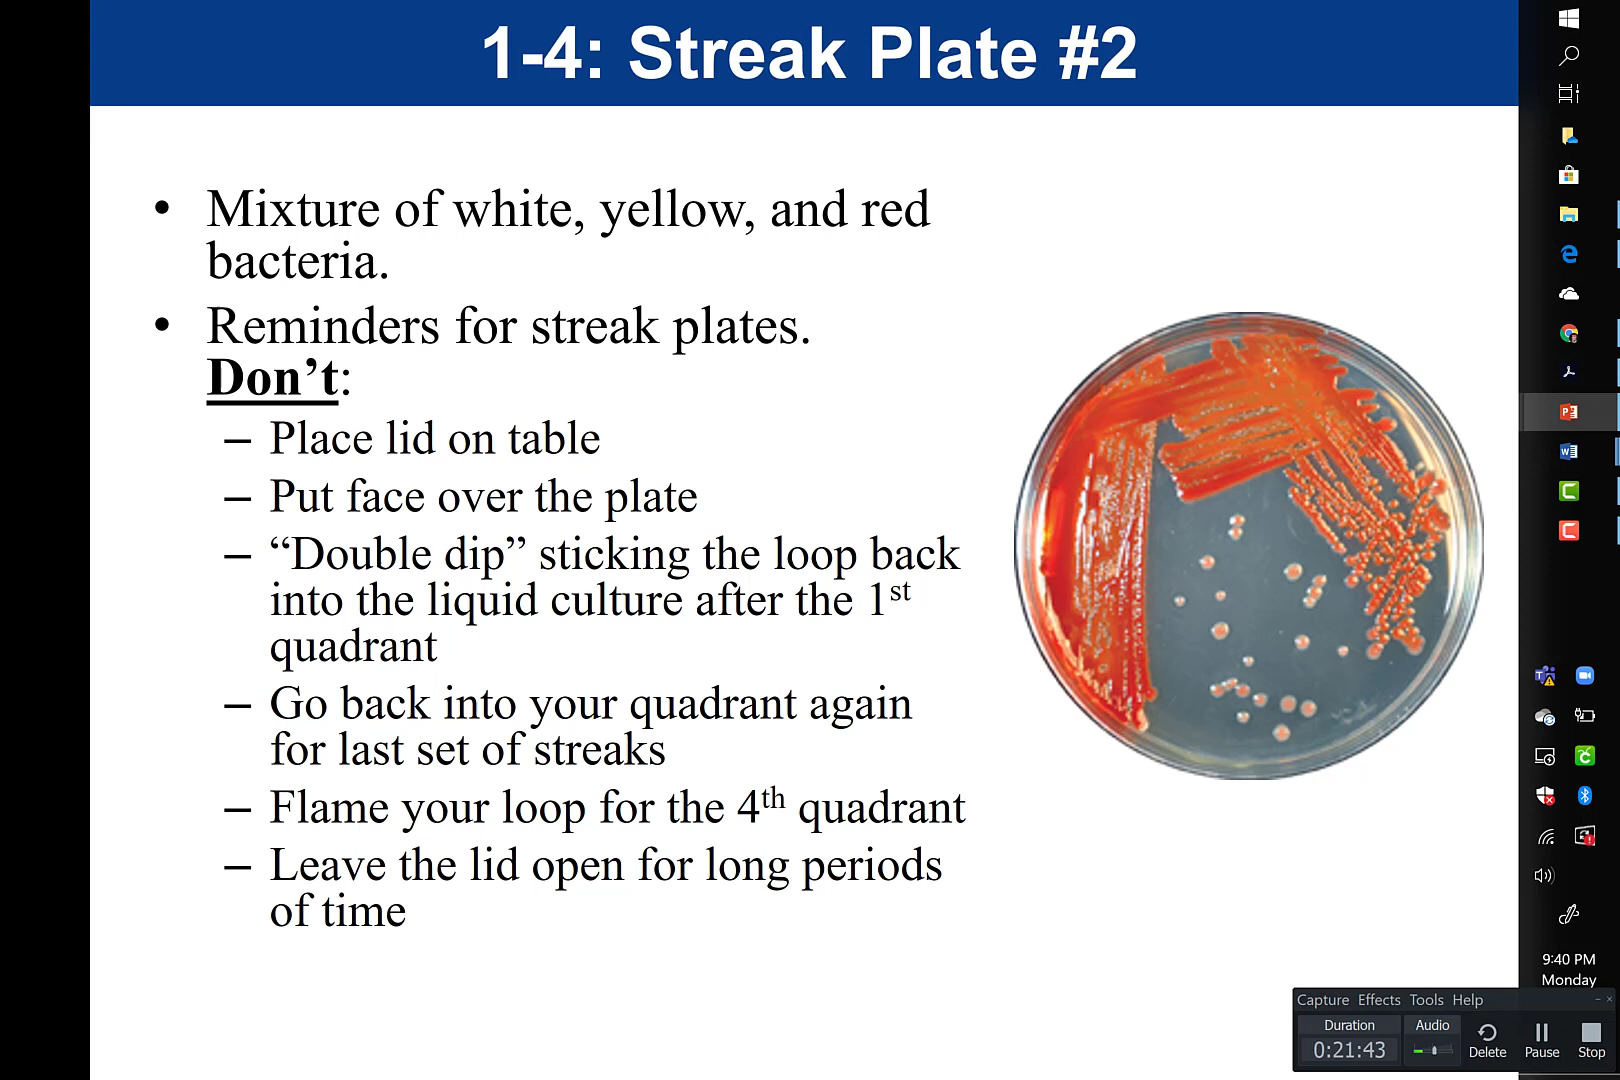 1-4: Streak Plate #2
• Mixture of white, yellow, and red
bacteria.
• Reminders for streak plates.
Don’t:
– Place lid on table
– Put face over the plate
– “Double dip” sticking the loop back
into the liquid culture after the 1st
quadrant
– Go back into your quadrant again
for last set of streaks
– Flame your loop for the 4th quadrant
– Leave the lid open for long periods
of time
9:40 PM
Monday
Capture Effects Tools Help
Duration Audio
0:21:43 Delete Pause Stop